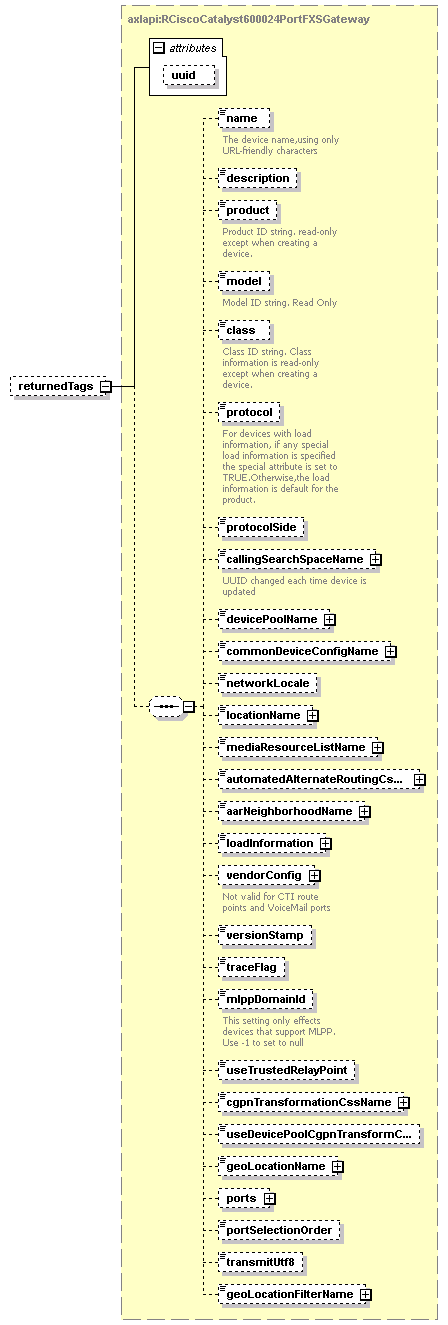 axlapi:RCiscoCatalyst600024PortFXSGateway
attributes
uuid
name
The device name,using only
URL-friendly characters
description
product
Product ID string. read-only
except when creating a
device.
model
Model ID string. Read Only
class
Class ID string. Class
information is read-only
except when creating a
device.
returnedTags
protocol
For devices with load
information, if any special
load information is specified
the special attribute is set to
TRUE.Otherwise,the load
information is default for the
product.
protocolSide
callingSearchSpaceName
UUID changed each time device is
updated
devicePoolName
commonDeviceConfigName
networkLocale
locationName
mediaResourceListName
automatedAlternateRoutingCs...
aarNeighborhoodName
loadInformation
vendorConfig
Not valid for CTI route
points and VoiceMail ports
versionStamp
traceFlag
mlppDomainId
This setting only effects
devices that support MLPP.
Use -1 to set to null
useTrustedRelayPoint
cgpnTransformationCssName
useDevicePoolCgpnTransformC...
geoLocationName
ports
portSelectionOrder
transmitUtf8
geoLocationFilterName